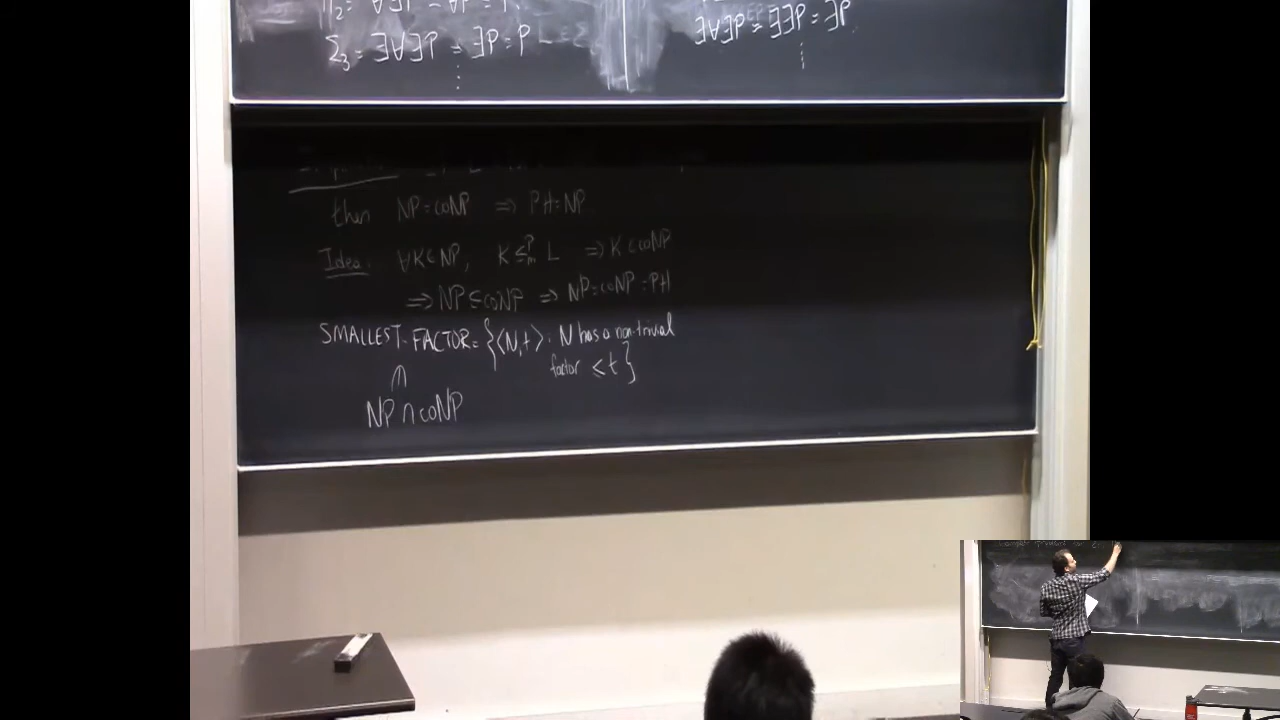 Π₂ = ∀∃P = ∀P =
Σ₃ = ∃∀∃P = ∃P = P
⋮
∃∀∃P = ∃∃P = ∃P
⋮
then NP=coNP ⇒ PH=NP
Idea: ∀K∈NP, K ≤ᵖₘ L ⇒ K∈coNP
⇒ NP⊆coNP ⇒ NP=coNP=PH
SMALLEST-FACTOR = {⟨N,t⟩: N has a non-trivial
factor ≤ t}
NP∩coNP